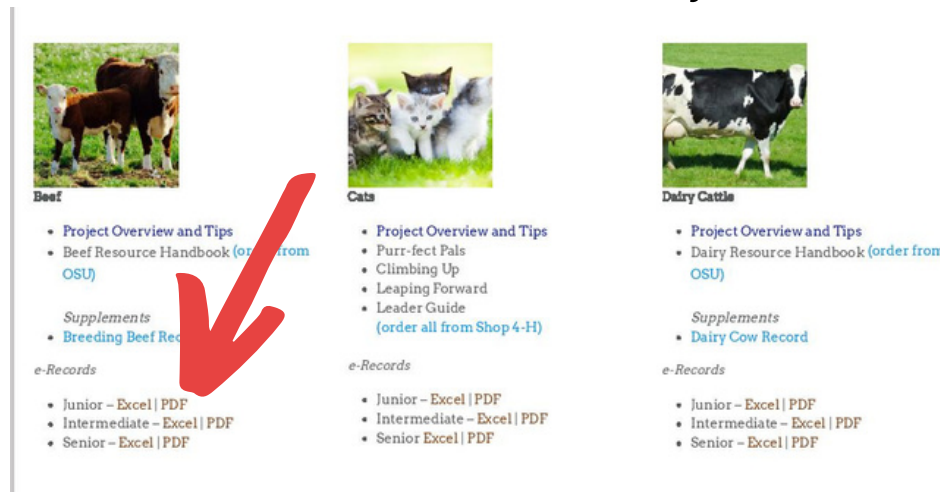 Beef
Project Overview and Tips
Beef Resource Handbook (or from
OSU)
Supplements
Breeding Beef Rec
e-Records
Junior – Excel | PDF
Intermediate – Excel | PDF
Senior – Excel | PDF
Cats
Project Overview and Tips
Purr-fect Pals
Climbing Up
Leaping Forward
Leader Guide
(order all from Shop 4-H)
e-Records
Junior – Excel | PDF
Intermediate – Excel | PDF
Senior Excel | PDF
Dairy Cattle
Project Overview and Tips
Dairy Resource Handbook (order from
OSU)
Supplements
Dairy Cow Record
e-Records
Junior – Excel | PDF
Intermediate – Excel | PDF
Senior – Excel | PDF